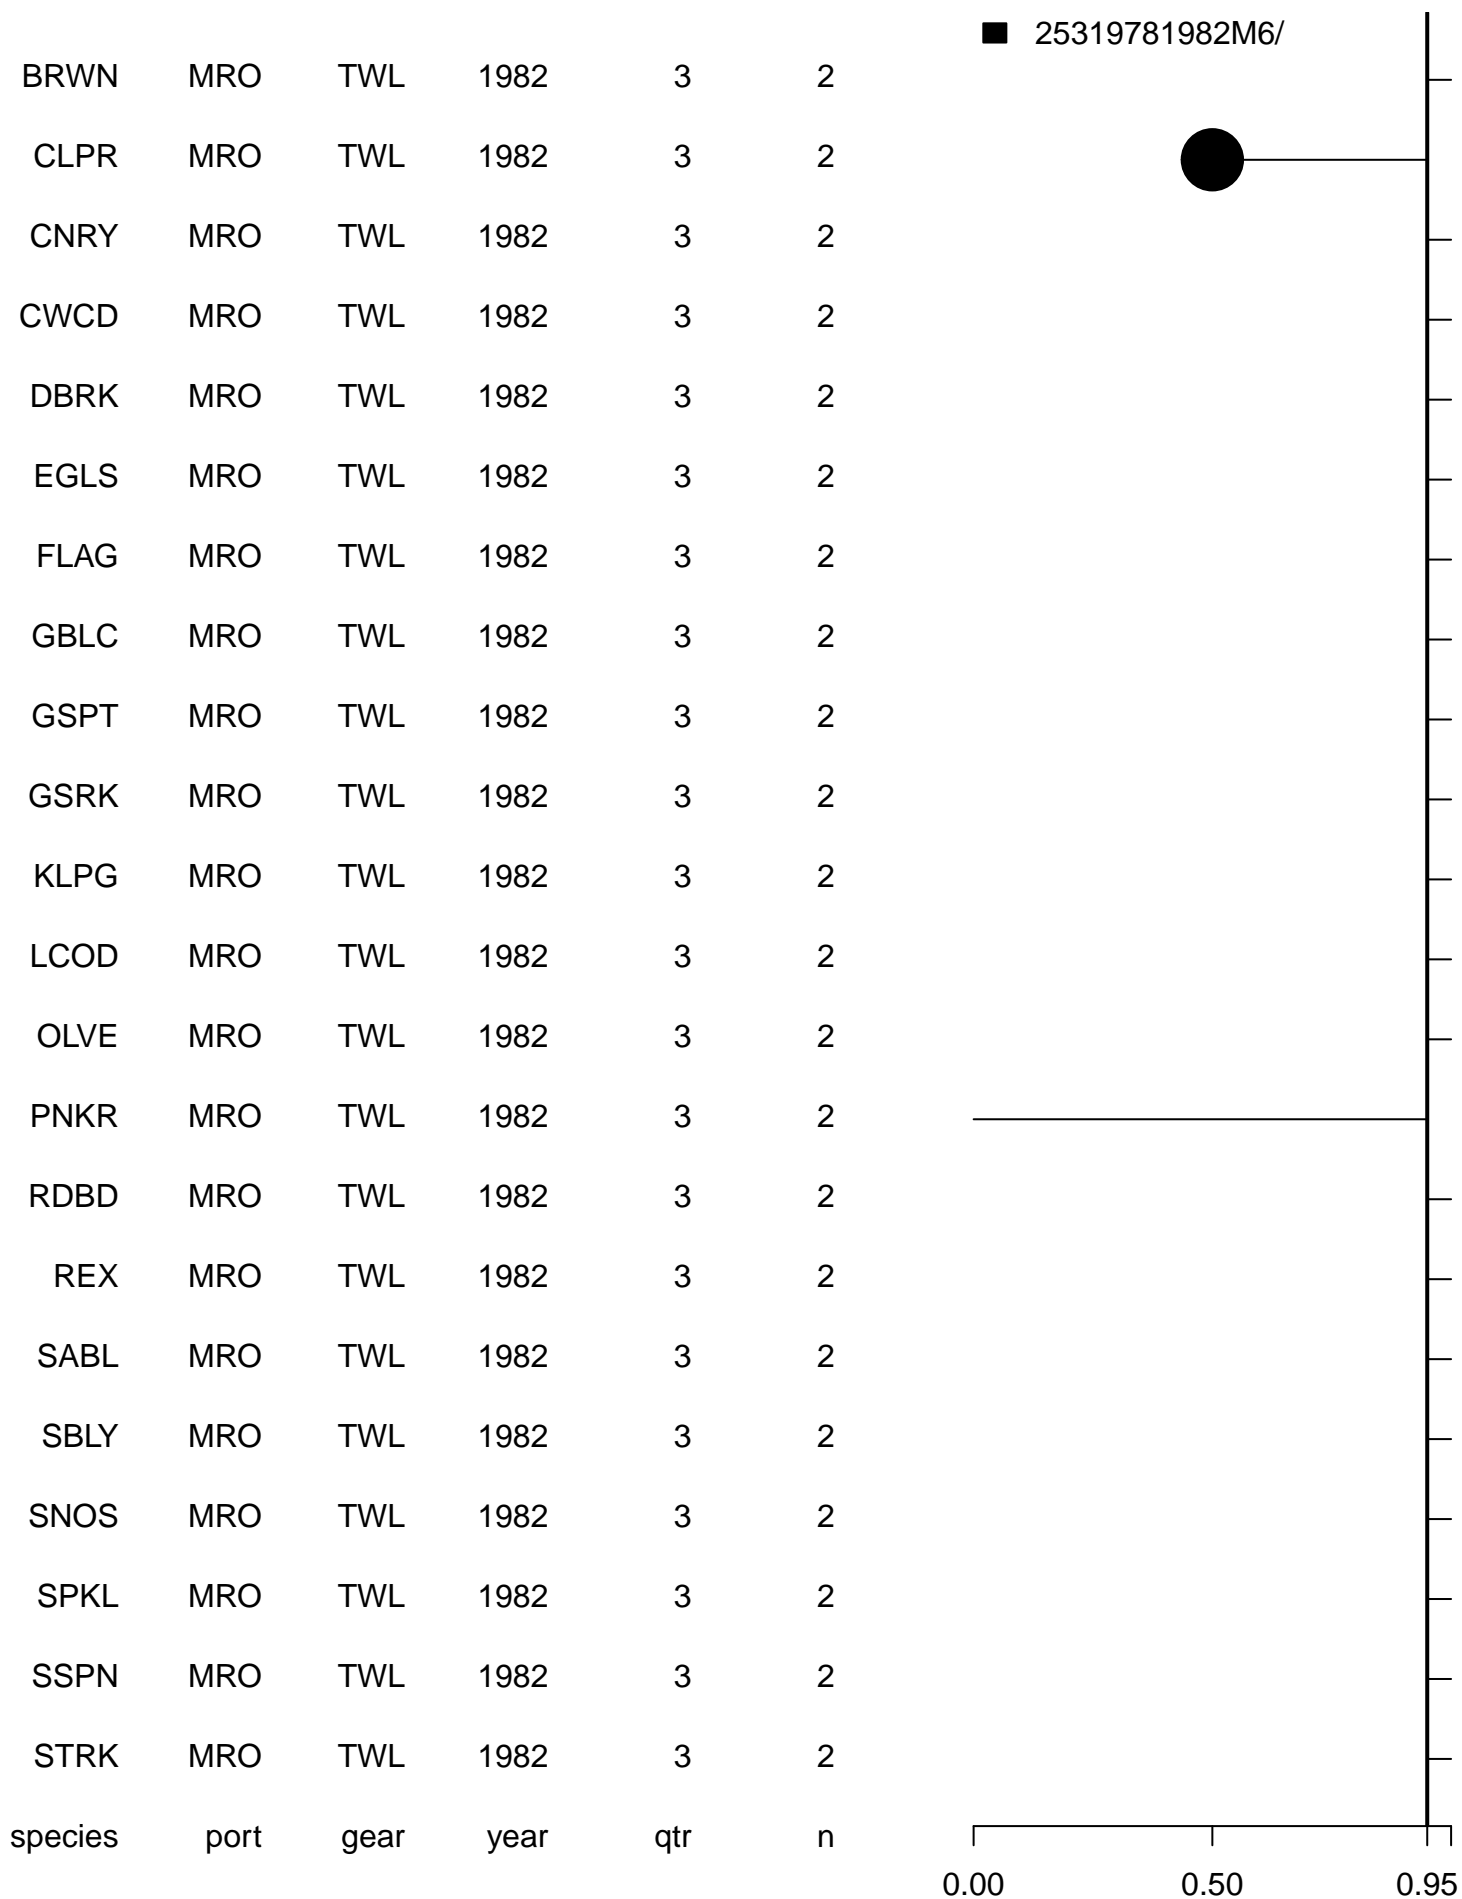 25319781982M6/
BRWN MRO TWL 1982 3 2
CLPR MRO TWL 1982 3 2
CNRY MRO TWL 1982 3 2
CWCD MRO TWL 1982 3 2
DBRK MRO TWL 1982 3 2
EGLS MRO TWL 1982 3 2
FLAG MRO TWL 1982 3 2
GBLC MRO TWL 1982 3 2
GSPT MRO TWL 1982 3 2
GSRK MRO TWL 1982 3 2
KLPG MRO TWL 1982 3 2
LCOD MRO TWL 1982 3 2
OLVE MRO TWL 1982 3 2
PNKR MRO TWL 1982 3 2
RDBD MRO TWL 1982 3 2
REX MRO TWL 1982 3 2
SABL MRO TWL 1982 3 2
SBLY MRO TWL 1982 3 2
SNOS MRO TWL 1982 3 2
SPKL MRO TWL 1982 3 2
SSPN MRO TWL 1982 3 2
STRK MRO TWL 1982 3 2
species port gear year qtr n
0.00 0.50 0.95